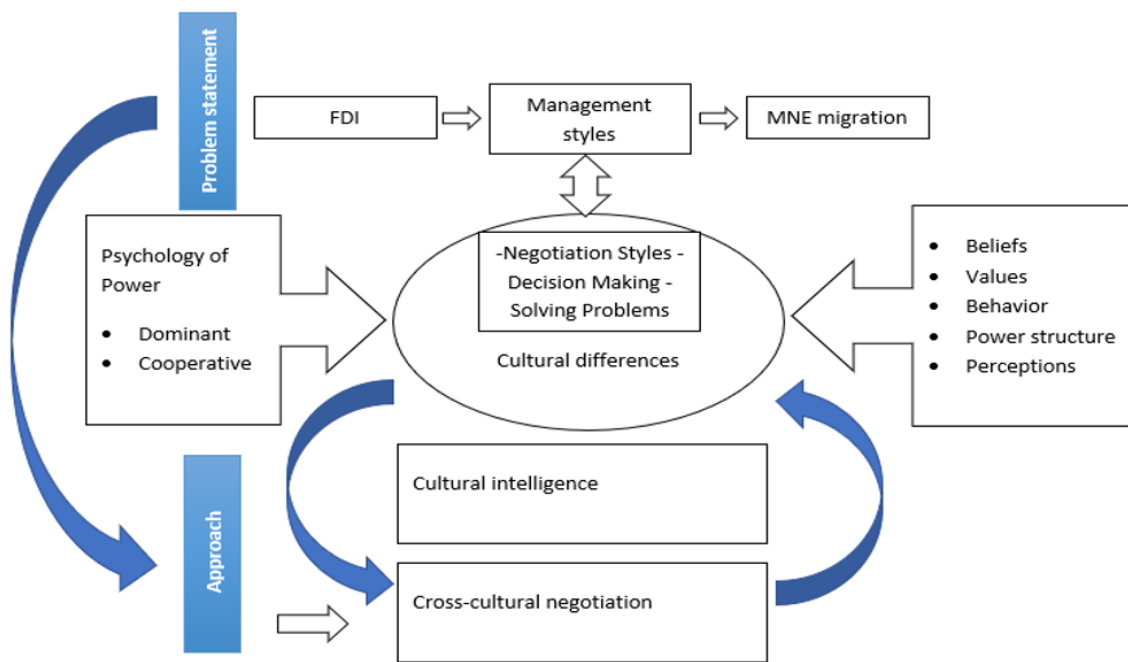 Problem statement
FDI
Management
styles
MNE migration
Psychology of
Power
• Dominant
• Cooperative
-Negotiation Styles -
Decision Making -
Solving Problems
Cultural differences
• Beliefs
• Values
• Behavior
• Power structure
• Perceptions
Approach
Cultural intelligence
Cross-cultural negotiation